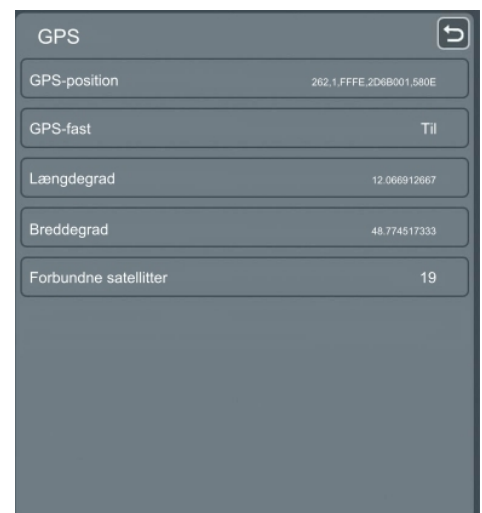 GPS
GPS-position 262,1,FFFE,2D6B001,580E
GPS-fast Til
Længdegrad 12.066912667
Breddegrad 48.774517333
Forbundne satellitter 19